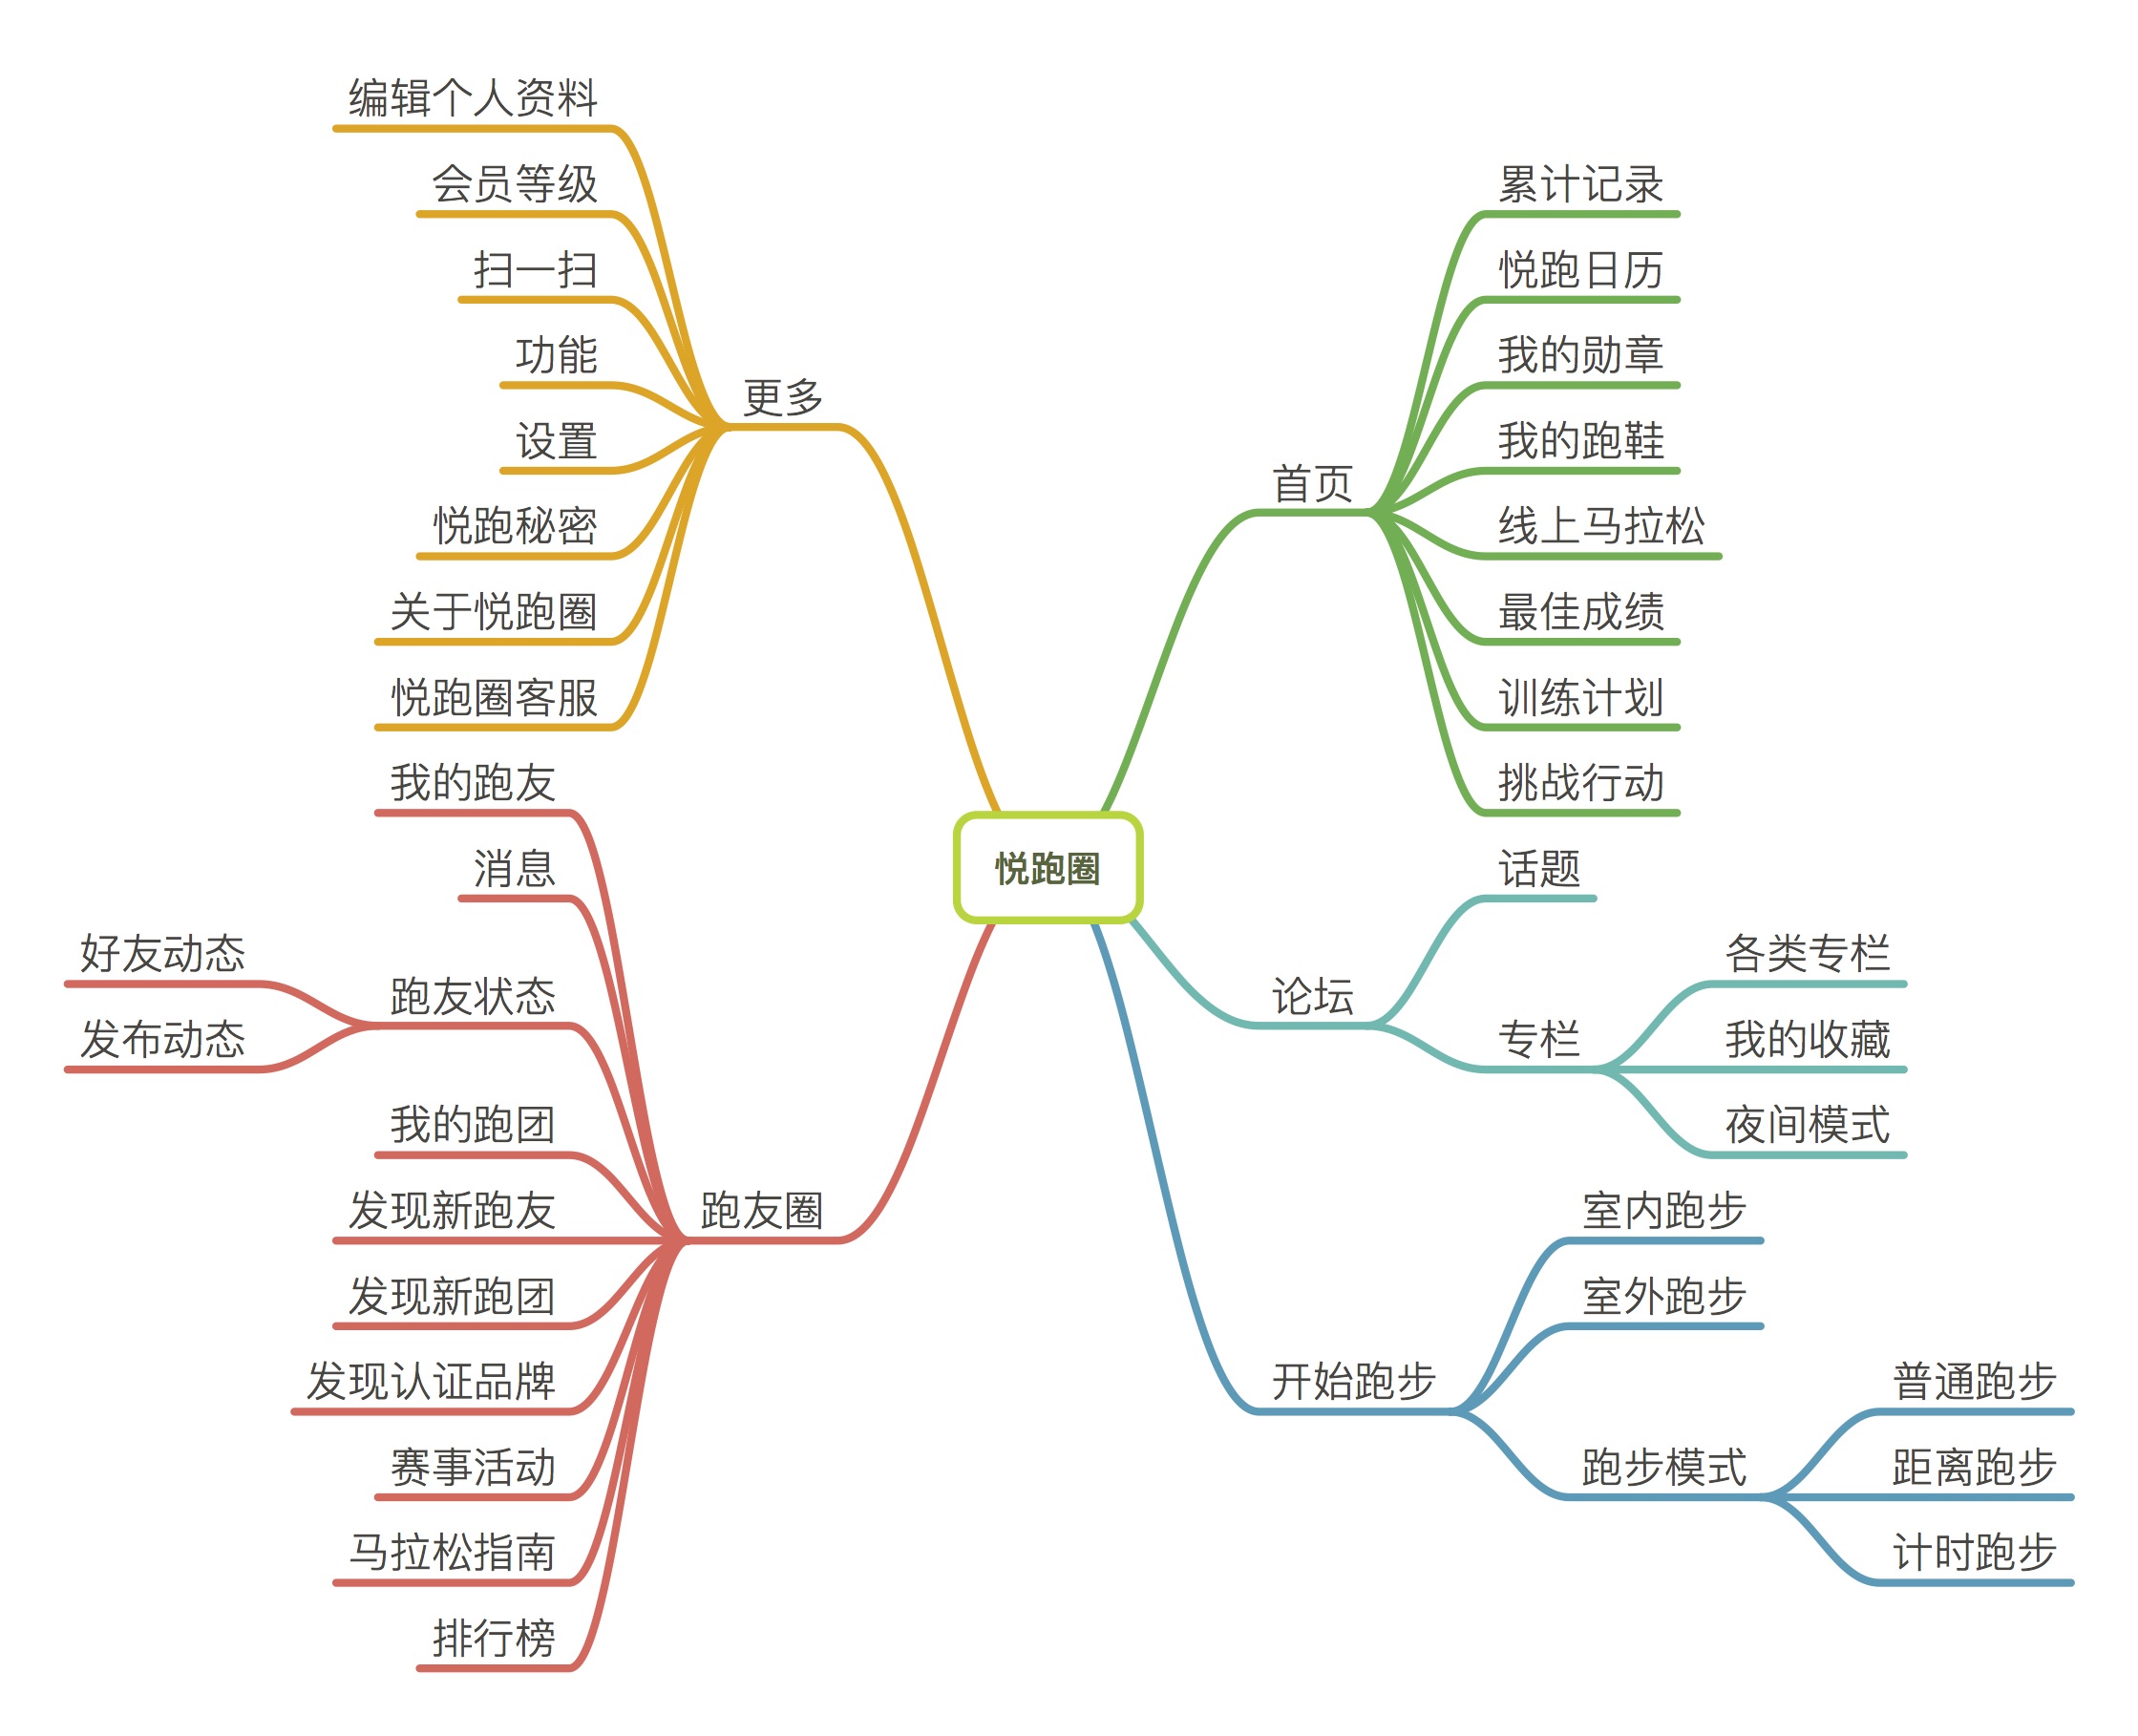 悦跑圈
首页
累计记录
悦跑日历
我的勋章
我的跑鞋
线上马拉松
最佳成绩
训练计划
挑战行动
论坛
话题
专栏
各类专栏
我的收藏
夜间模式
开始跑步
室内跑步
室外跑步
跑步模式
普通跑步
距离跑步
计时跑步
更多
编辑个人资料
会员等级
扫一扫
功能
设置
悦跑秘密
关于悦跑圈
悦跑圈客服
跑友圈
我的跑友
消息
跑友状态
好友动态
发布动态
我的跑团
发现新跑友
发现新跑团
发现认证品牌
赛事活动
马拉松指南
排行榜